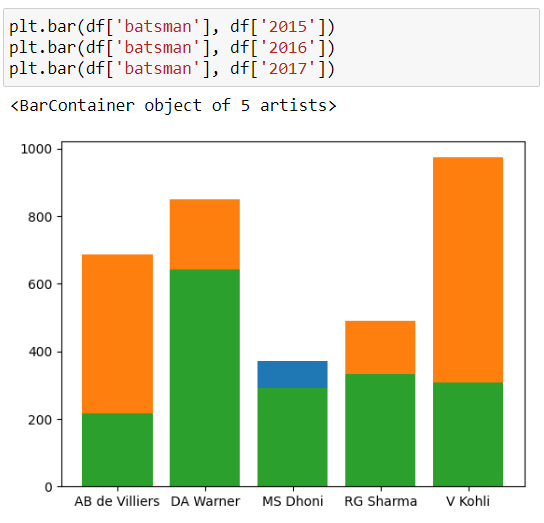 plt.bar(df['batsman'], df['2015'])
plt.bar(df['batsman'], df['2016'])
plt.bar(df['batsman'], df['2017'])
<BarContainer object of 5 artists>
1000
800
600
400
200
0
AB de Villiers DA Warner MS Dhoni RG Sharma V Kohli